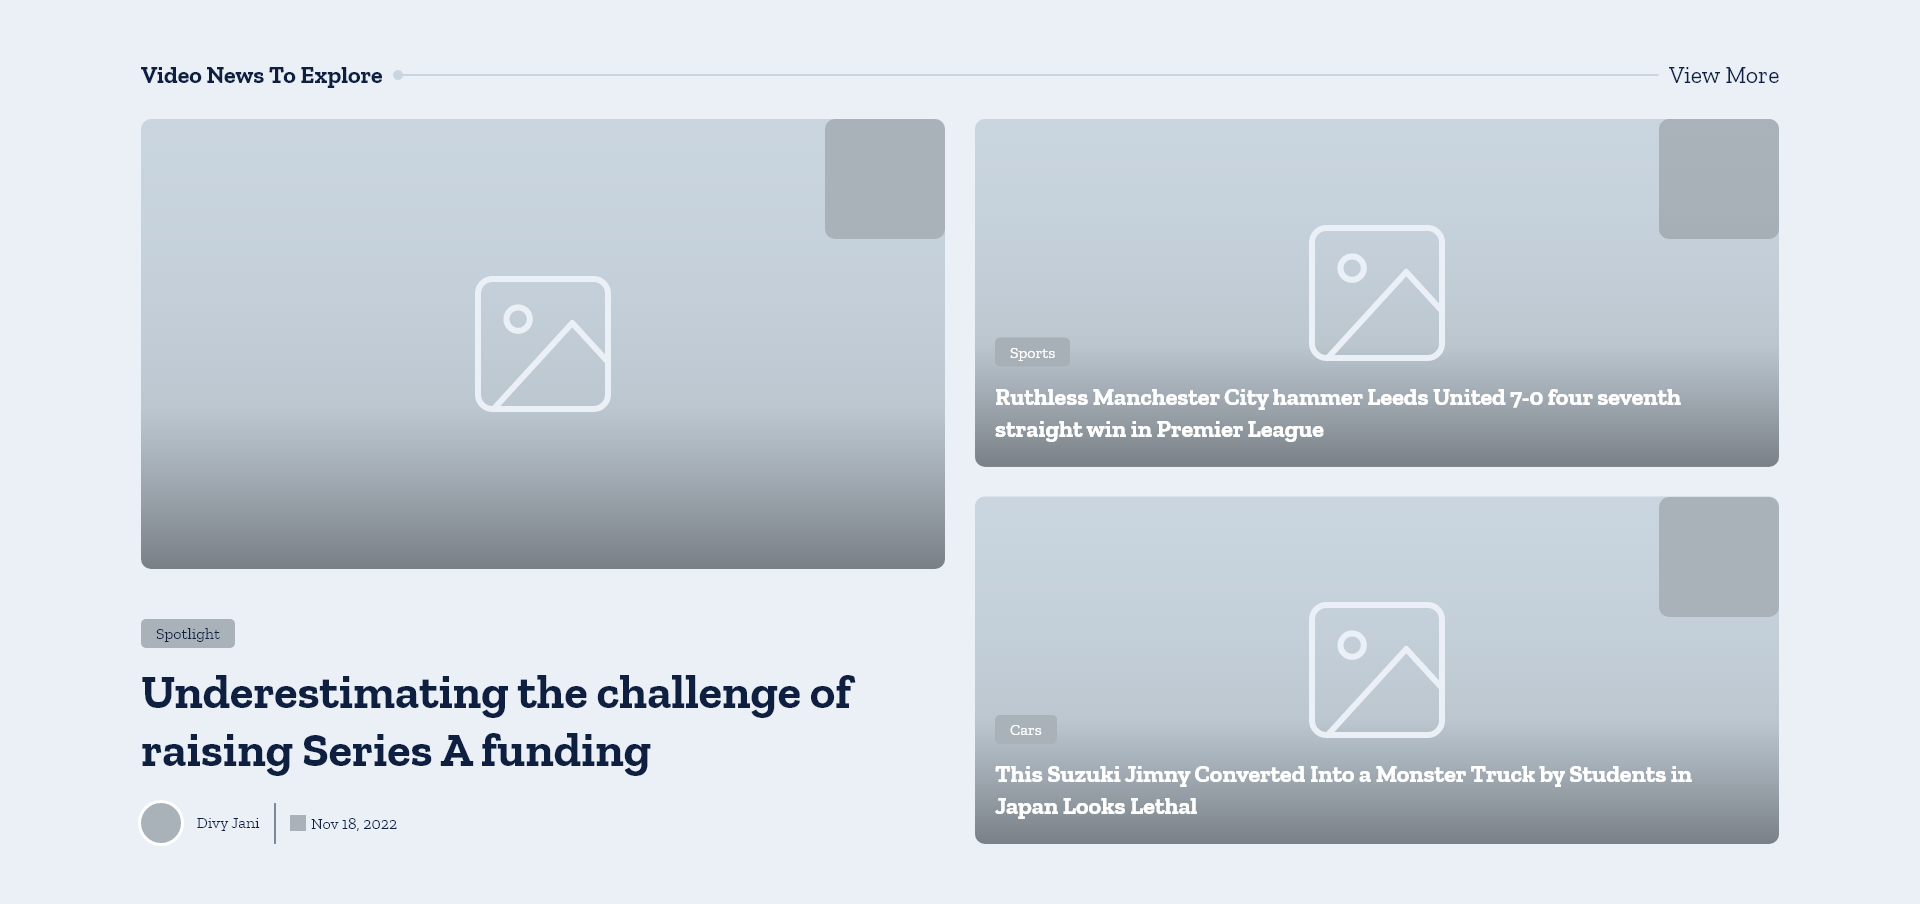 Video News To Explore
View More
Spotlight
Underestimating the challenge of
raising Series A funding
Divy Jani
Nov 18, 2022
Sports
Ruthless Manchester City hammer Leeds United 7-0 four seventh
straight win in Premier League
Cars
This Suzuki Jimny Converted Into a Monster Truck by Students in
Japan Looks Lethal